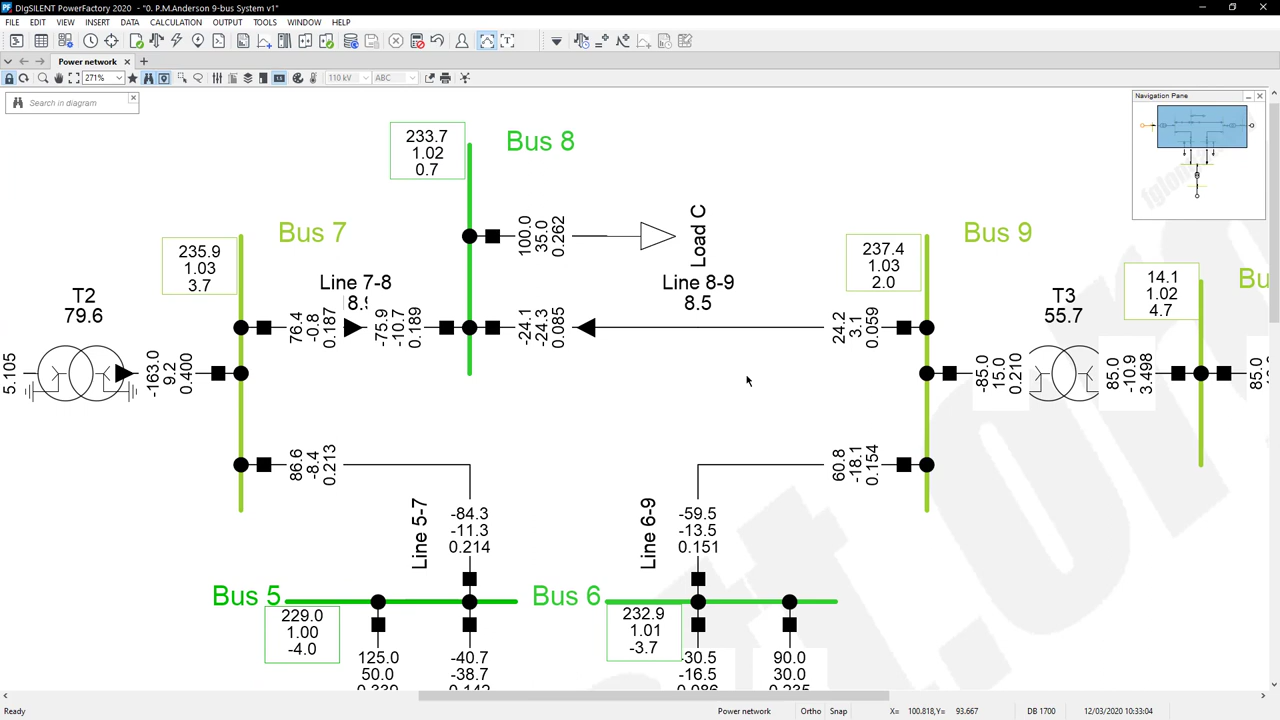 DIgSILENT PowerFactory 2020 - "0. P.M.Anderson 9-bus System v1"
FILE EDIT VIEW INSERT DATA CALCULATION OUTPUT TOOLS WINDOW HELP
Power network
271%
110 kV
ABC
Search in diagram
Navigation Pane
233.7
1.02
0.7
Bus 8
100.0
35.0
0.262
Load C
235.9
1.03
3.7
Bus 7
237.4
1.03
2.0
Bus 9
14.1
1.02
4.7
T2
79.6
Line 7-8
Line 8-9
8.5
T3
55.7
76.4
-0.8
0.187
-75.9
-10.7
0.189
-24.1
-24.3
0.085
24.2
3.1
0.059
5.105
-163.0
9.2
0.400
-85.0
15.0
0.210
85.0
-10.9
3.498
85.0
86.6
-8.4
0.213
60.8
-18.1
0.154
Line 5-7
-84.3
-11.3
0.214
Line 6-9
-59.5
-13.5
0.151
Bus 5
229.0
1.00
-4.0
Bus 6
232.9
1.01
-3.7
125.0
50.0
-40.7
-38.7
-30.5
-16.5
90.0
30.0
Ready
Power network
Ortho
Snap
X= 100.818,Y= 93.667
DB 1700
12/03/2020 10:33:04